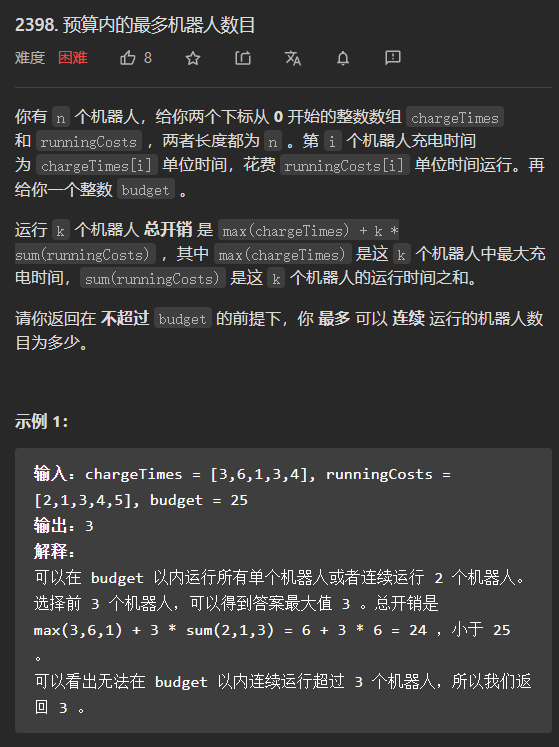 2398. 预算内的最多机器人数目
难度 困难 8
你有 n 个机器人，给你两个下标从 0 开始的整数数组 chargeTimes
和 runningCosts ，两者长度都为 n 。第 i 个机器人充电时间
为 chargeTimes[i] 单位时间，花费 runningCosts[i] 单位时间运行。再
给你一个整数 budget 。
运行 k 个机器人 总开销 是 max(chargeTimes) + k *
sum(runningCosts) ，其中 max(chargeTimes) 是这 k 个机器人中最大充
电时间，sum(runningCosts) 是这 k 个机器人的运行时间之和。
请你返回在 不超过 budget 的前提下，你 最多 可以 连续 运行的机器人数
目为多少。
示例 1：
输入：chargeTimes = [3,6,1,3,4], runningCosts =
[2,1,3,4,5], budget = 25
输出：3
解释：
可以在 budget 以内运行所有单个机器人或者连续运行 2 个机器人。
选择前 3 个机器人，可以得到答案最大值 3 。总开销是
max(3,6,1) + 3 * sum(2,1,3) = 6 + 3 * 6 = 24 ，小于 25
。
可以看出无法在 budget 以内连续运行超过 3 个机器人，所以我们返
回 3 。